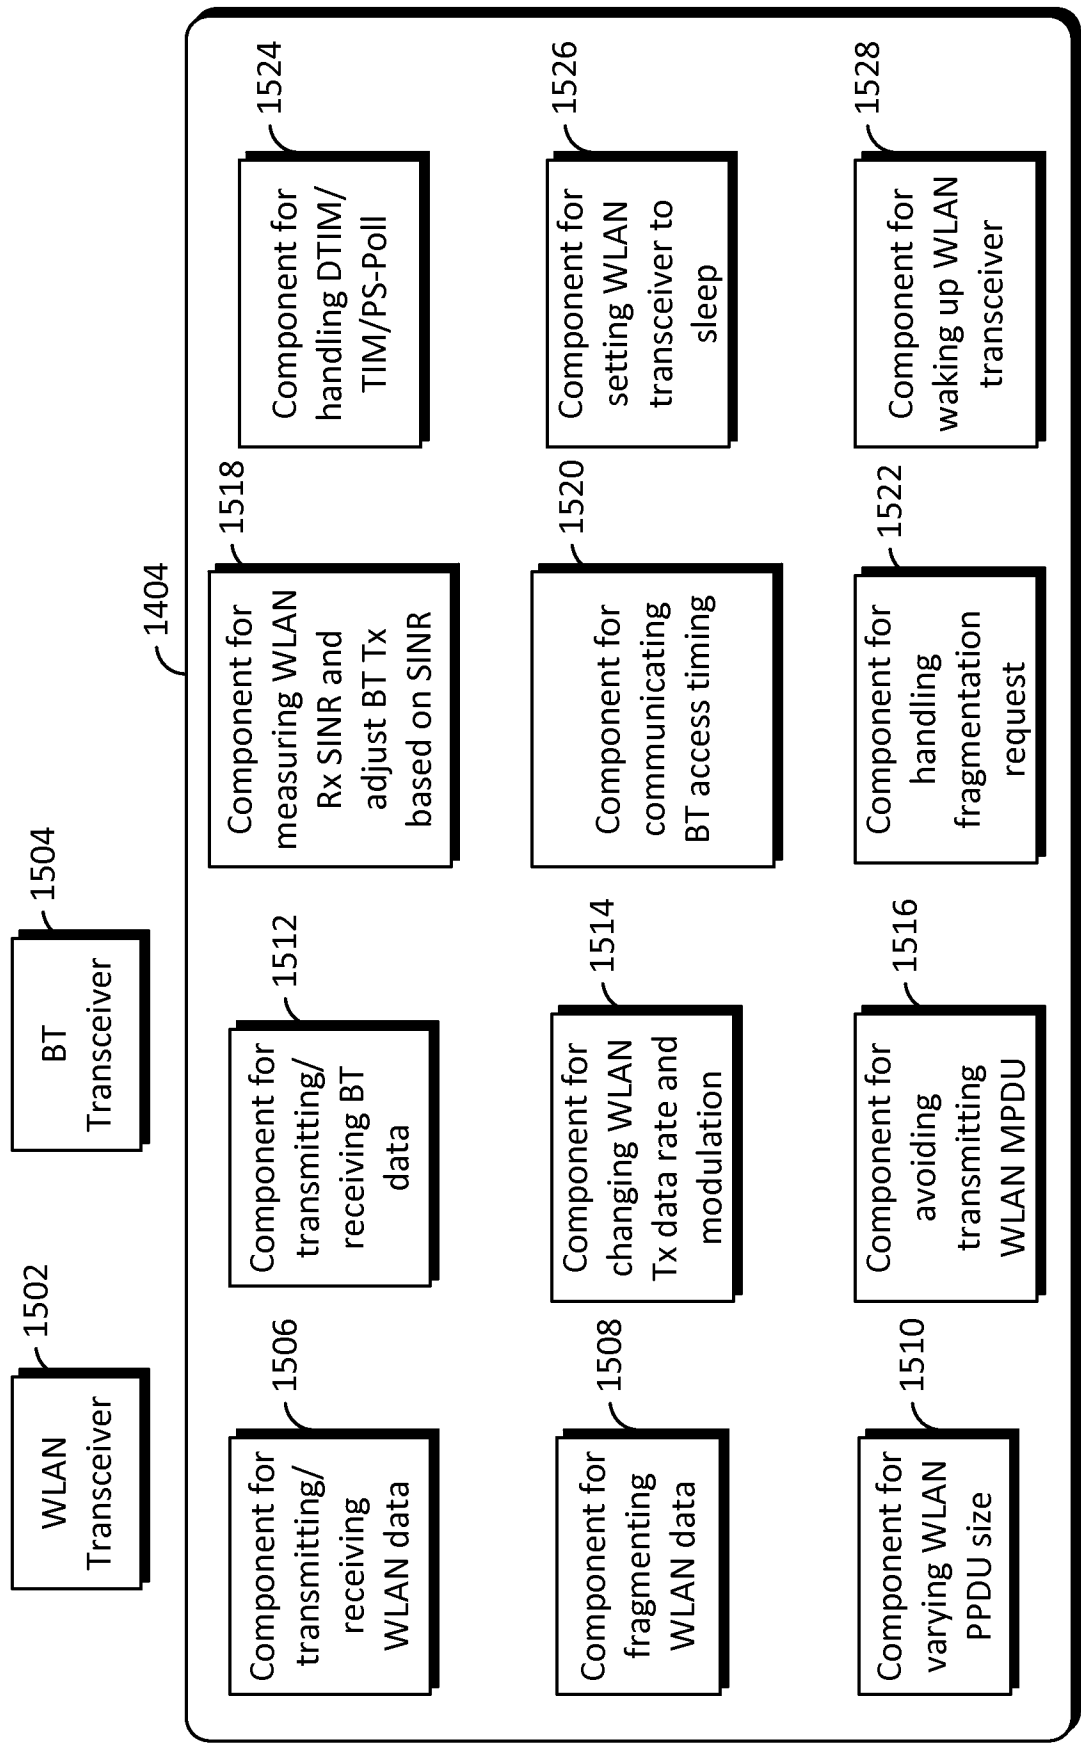 WLAN
Transceiver
1502
BT
Transceiver
1504
1404
Component for
transmitting/
receiving
WLAN data
1506
Component for
transmitting/
receiving BT
data
1512
Component for
measuring WLAN
Rx SINR and
adjust BT Tx
based on SINR
1518
Component for
handling DTIM/
TIM/PS-Poll
1524
Component for
fragmenting
WLAN data
1508
Component for
changing WLAN
Tx data rate and
modulation
1514
Component for
communicating
BT access timing
1520
Component for
setting WLAN
transceiver to
sleep
1526
Component for
varying WLAN
PPDU size
1510
Component for
avoiding
transmitting
WLAN MPDU
1516
Component for
handling
fragmentation
request
1522
Component for
waking up WLAN
transceiver
1528